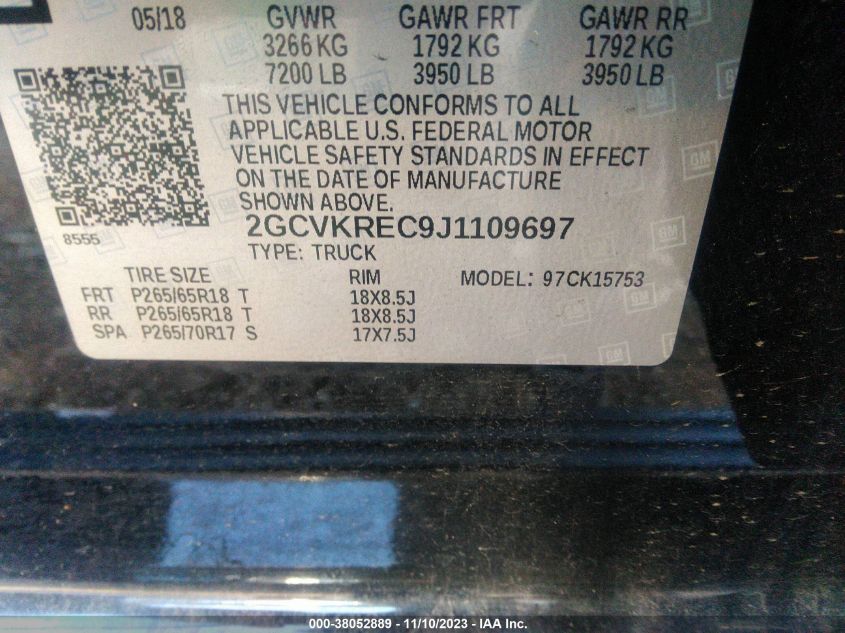 05/18 GVWR GAWR FRT GAWR RR
3266 KG 1792 KG 1792 KG
7200 LB 3950 LB 3950 LB
THIS VEHICLE CONFORMS TO ALL
APPLICABLE U.S. FEDERAL MOTOR
VEHICLE SAFETY STANDARDS IN EFFECT
ON THE DATE OF MANUFACTURE
SHOWN ABOVE.
8555 2GCVKREC9J1109697
TYPE: TRUCK
TIRE SIZE RIM MODEL: 97CK15753
FRT P265/65R18 T 18X8.5J
RR P265/65R18 T 18X8.5J
SPA P265/70R17 S 17X7.5J
GM
000-38052889 - 11/10/2023 - IAA Inc.